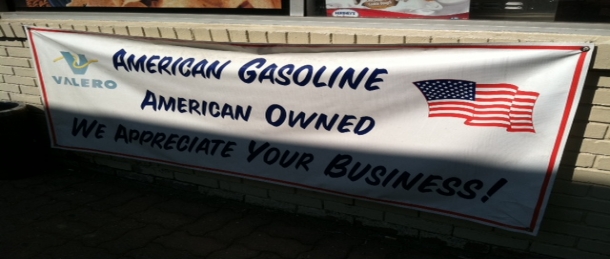 VALERO
AMERICAN GASOLINE
AMERICAN OWNED
WE APPRECIATE YOUR BUSINESS!